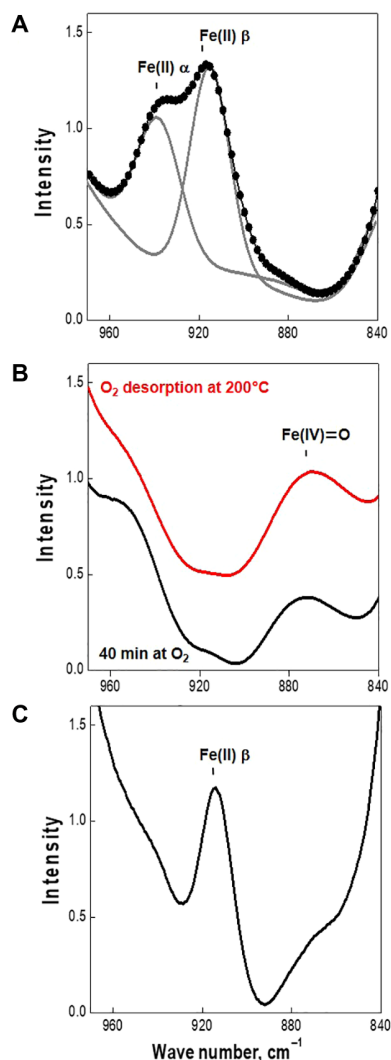 A
Fe(II) β
Fe(II) α
1.5
1.0
0.5
0.0
Intensity
960 920 880 840
B
O₂ desorption at 200°C
Fe(IV)=O
40 min at O₂
1.5
1.0
0.5
0.0
Intensity
960 920 880 840
C
Fe(II) β
1.5
1.0
0.5
0.0
Intensity
960 920 880 840
Wave number, cm⁻¹